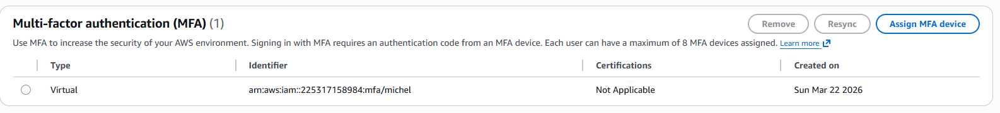 Multi-factor authentication (MFA) (1)
Remove
Resync
Assign MFA device
Use MFA to increase the security of your AWS environment. Signing in with MFA requires an authentication code from an MFA device. Each user can have a maximum of 8 MFA devices assigned. Learn more
Type Identifier Certifications Created on
Virtual arn:aws:iam::225317158984:mfa/michel Not Applicable Sun Mar 22 2026